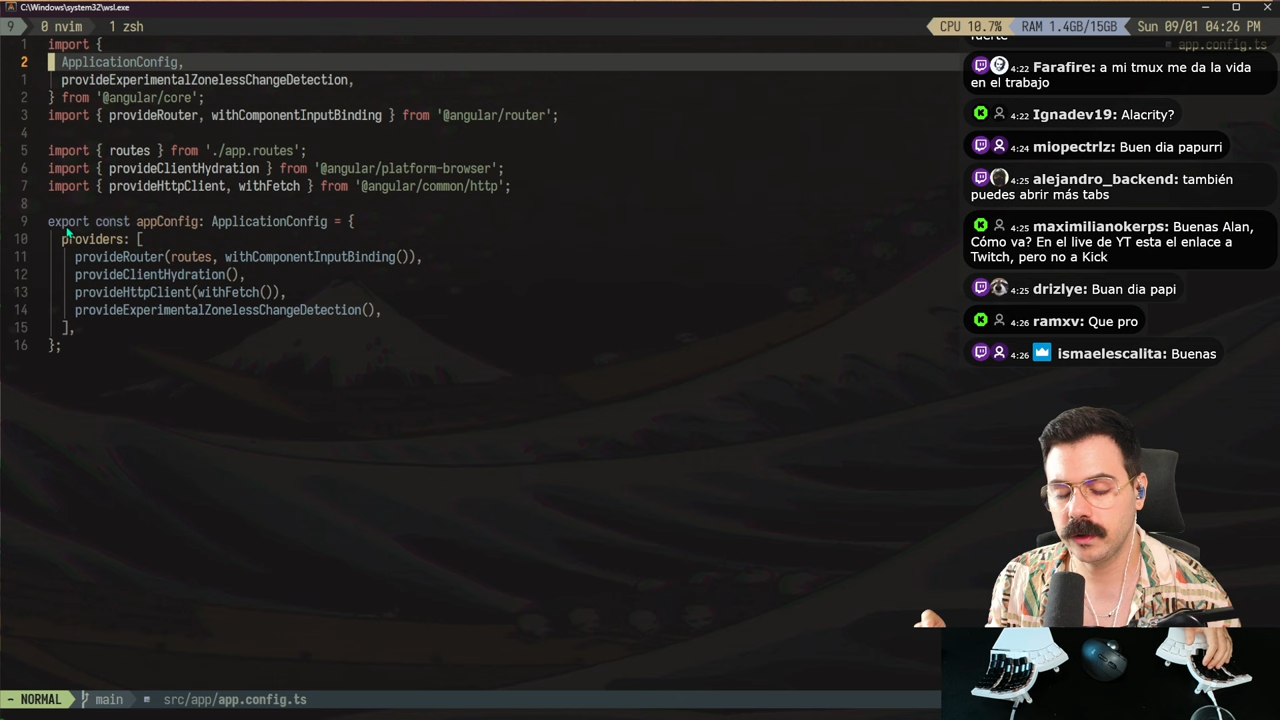 C:\Windows\system32\wsl.exe
9 0 nvim 1 zsh CPU 10.7% RAM 1.4GB/15GB Sun 09/01 04:26 PM
app.config.ts
1 import {
2 ApplicationConfig,
1 provideExperimentalZonelessChangeDetection,
2 } from '@angular/core';
3 import { provideRouter, withComponentInputBinding } from '@angular/router';
4
5 import { routes } from './app.routes';
6 import { provideClientHydration } from '@angular/platform-browser';
7 import { provideHttpClient, withFetch } from '@angular/common/http';
8
9 export const appConfig: ApplicationConfig = {
10 providers: [
11 provideRouter(routes, withComponentInputBinding()),
12 provideClientHydration(),
13 provideHttpClient(withFetch()),
14 provideExperimentalZonelessChangeDetection(),
15 ],
16 };
4:22 Farafire: a mi tmux me da la vida
en el trabajo
4:22 Ignadev19: Alacrity?
4:24 miopectrlz: Buen dia papurri
4:25 alejandro_backend: también
puedes abrir más tabs
4:25 maximilianokerps: Buenas Alan,
Cómo va? En el live de YT esta el enlace a
Twitch, pero no a Kick
4:25 drizlye: Buan dia papi
4:26 ramxv: Que pro
4:26 ismaelescalita: Buenas
~ NORMAL main src/app/app.config.ts